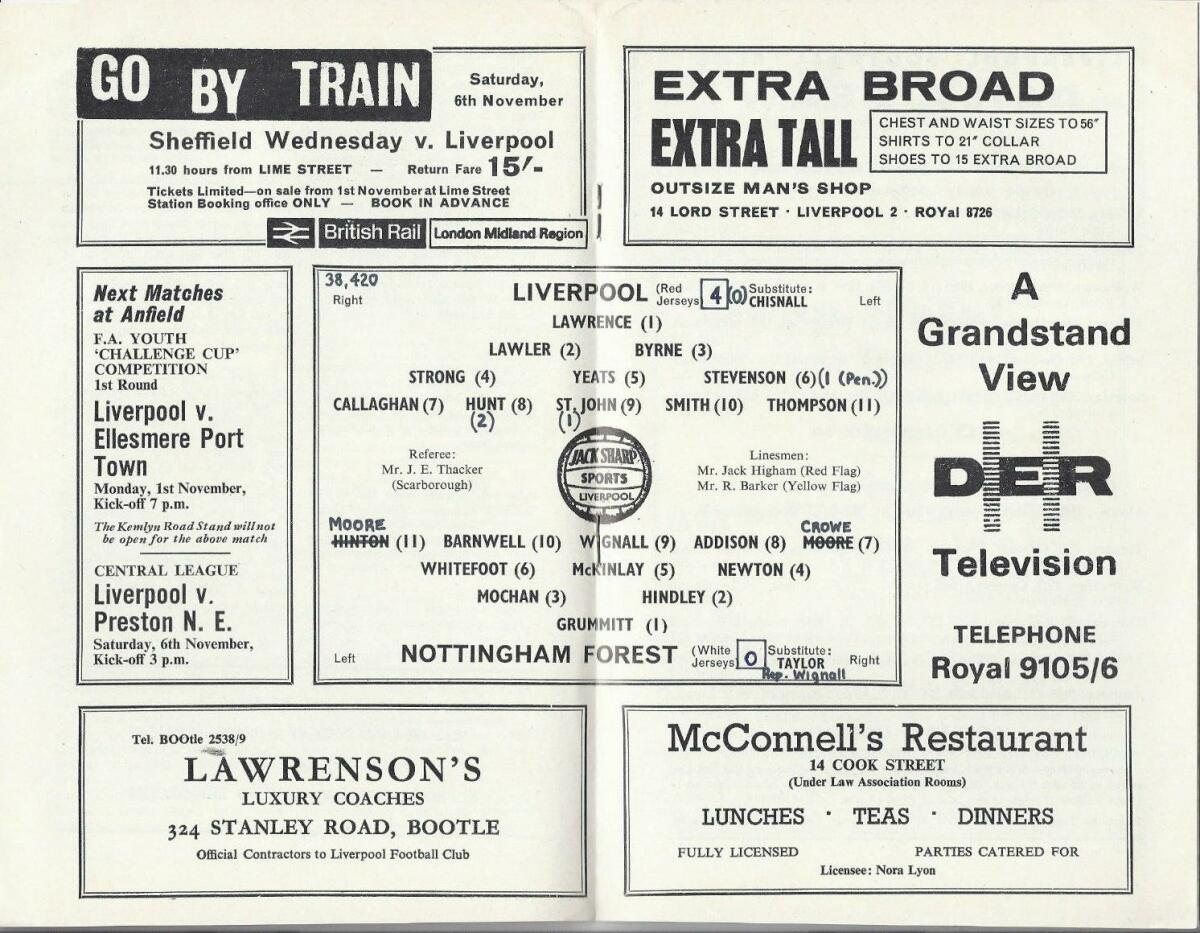 GO BY TRAIN
Saturday,
6th November
Sheffield Wednesday v. Liverpool
11.30 hours from LIME STREET — Return Fare 15/-
Tickets Limited—on sale from 1st November at Lime Street
Station Booking office ONLY — BOOK IN ADVANCE
British Rail London Midland Region
EXTRA BROAD
EXTRA TALL
CHEST AND WAIST SIZES TO 56"
SHIRTS TO 21" COLLAR
SHOES TO 15 EXTRA BROAD
OUTSIZE MAN'S SHOP
14 LORD STREET · LIVERPOOL 2 · ROYal 8726
Next Matches
at Anfield
F.A. YOUTH
'CHALLENGE CUP'
COMPETITION
1st Round
Liverpool v.
Ellesmere Port
Town
Monday, 1st November,
Kick-off 7 p.m.
The Kemlyn Road Stand will not
be open for the above match
CENTRAL LEAGUE
Liverpool v.
Preston N. E.
Saturday, 6th November,
Kick-off 3 p.m.
38,420
Right LIVERPOOL (Red Jerseys) 4 (0) Substitute: CHISNALL Left
LAWRENCE (1)
LAWLER (2) BYRNE (3)
STRONG (4) YEATS (5) STEVENSON (6) (1 (Pen.))
CALLAGHAN (7) HUNT (8) ST. JOHN (9) SMITH (10) THOMPSON (11)
(2) (1)
Referee:
Mr. J. E. Thacker
(Scarborough)
JACK SHARP
SPORTS
LIVERPOOL
Linesmen:
Mr. Jack Higham (Red Flag)
Mr. R. Barker (Yellow Flag)
MOORE CROWE
HINTON (11) BARNWELL (10) WIGNALL (9) ADDISON (8) MOORE (7)
WHITEFOOT (6) McKINLAY (5) NEWTON (4)
MOCHAN (3) HINDLEY (2)
GRUMMITT (1)
Left NOTTINGHAM FOREST (White Jerseys) 0 Substitute: TAYLOR Right
Rep. Wignall
A
Grandstand
View
DER
Television
TELEPHONE
Royal 9105/6
Tel. BOOtle 2538/9
LAWRENSON'S
LUXURY COACHES
324 STANLEY ROAD, BOOTLE
Official Contractors to Liverpool Football Club
McConnell's Restaurant
14 COOK STREET
(Under Law Association Rooms)
LUNCHES · TEAS · DINNERS
FULLY LICENSED PARTIES CATERED FOR
Licensee: Nora Lyon